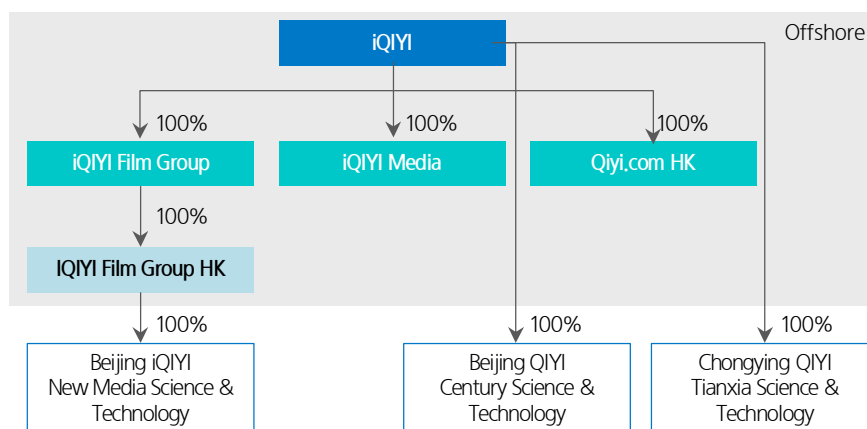 iQIYI
Offshore
100%
100%
100%
iQIYI Film Group
iQIYI Media
Qiyi.com HK
100%
IQIYI Film Group HK
100%
100%
100%
Beijing iQIYI
New Media Science &
Technology
Beijing QIYI
Century Science &
Technology
Chongying QIYI
Tianxia Science &
Technology